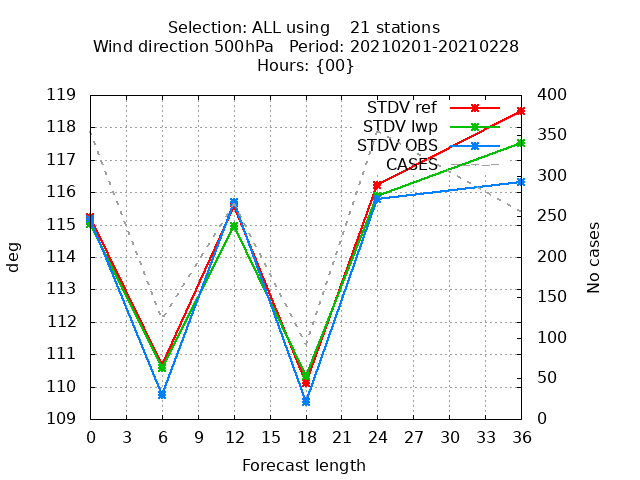 Selection: ALL using    21 stations
Wind direction 500hPa   Period: 20210201-20210228
Hours: {00}
119
118
117
116
115
114
113
112
111
110
109
deg
400
350
300
250
200
150
100
50
0
No cases
STDV ref
STDV lwp
STDV OBS
CASES
0 3 6 9 12 15 18 21 24 27 30 33 36
Forecast length